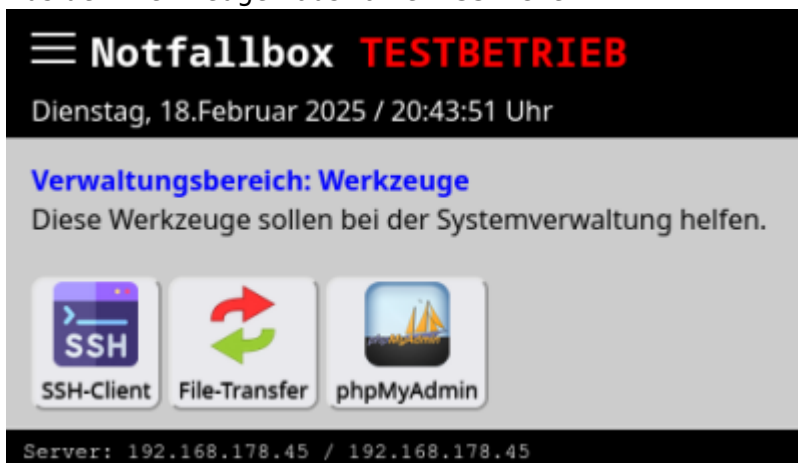 Notfallbox TESTBETRIEB
Dienstag, 18.Februar 2025 / 20:43:51 Uhr
Verwaltungsbereich: Werkzeuge
Diese Werkzeuge sollen bei der Systemverwaltung helfen.
SSH
phpMyAdmin
SSH-Client File-Transfer phpMyAdmin
Server: 192.168.178.45 / 192.168.178.45